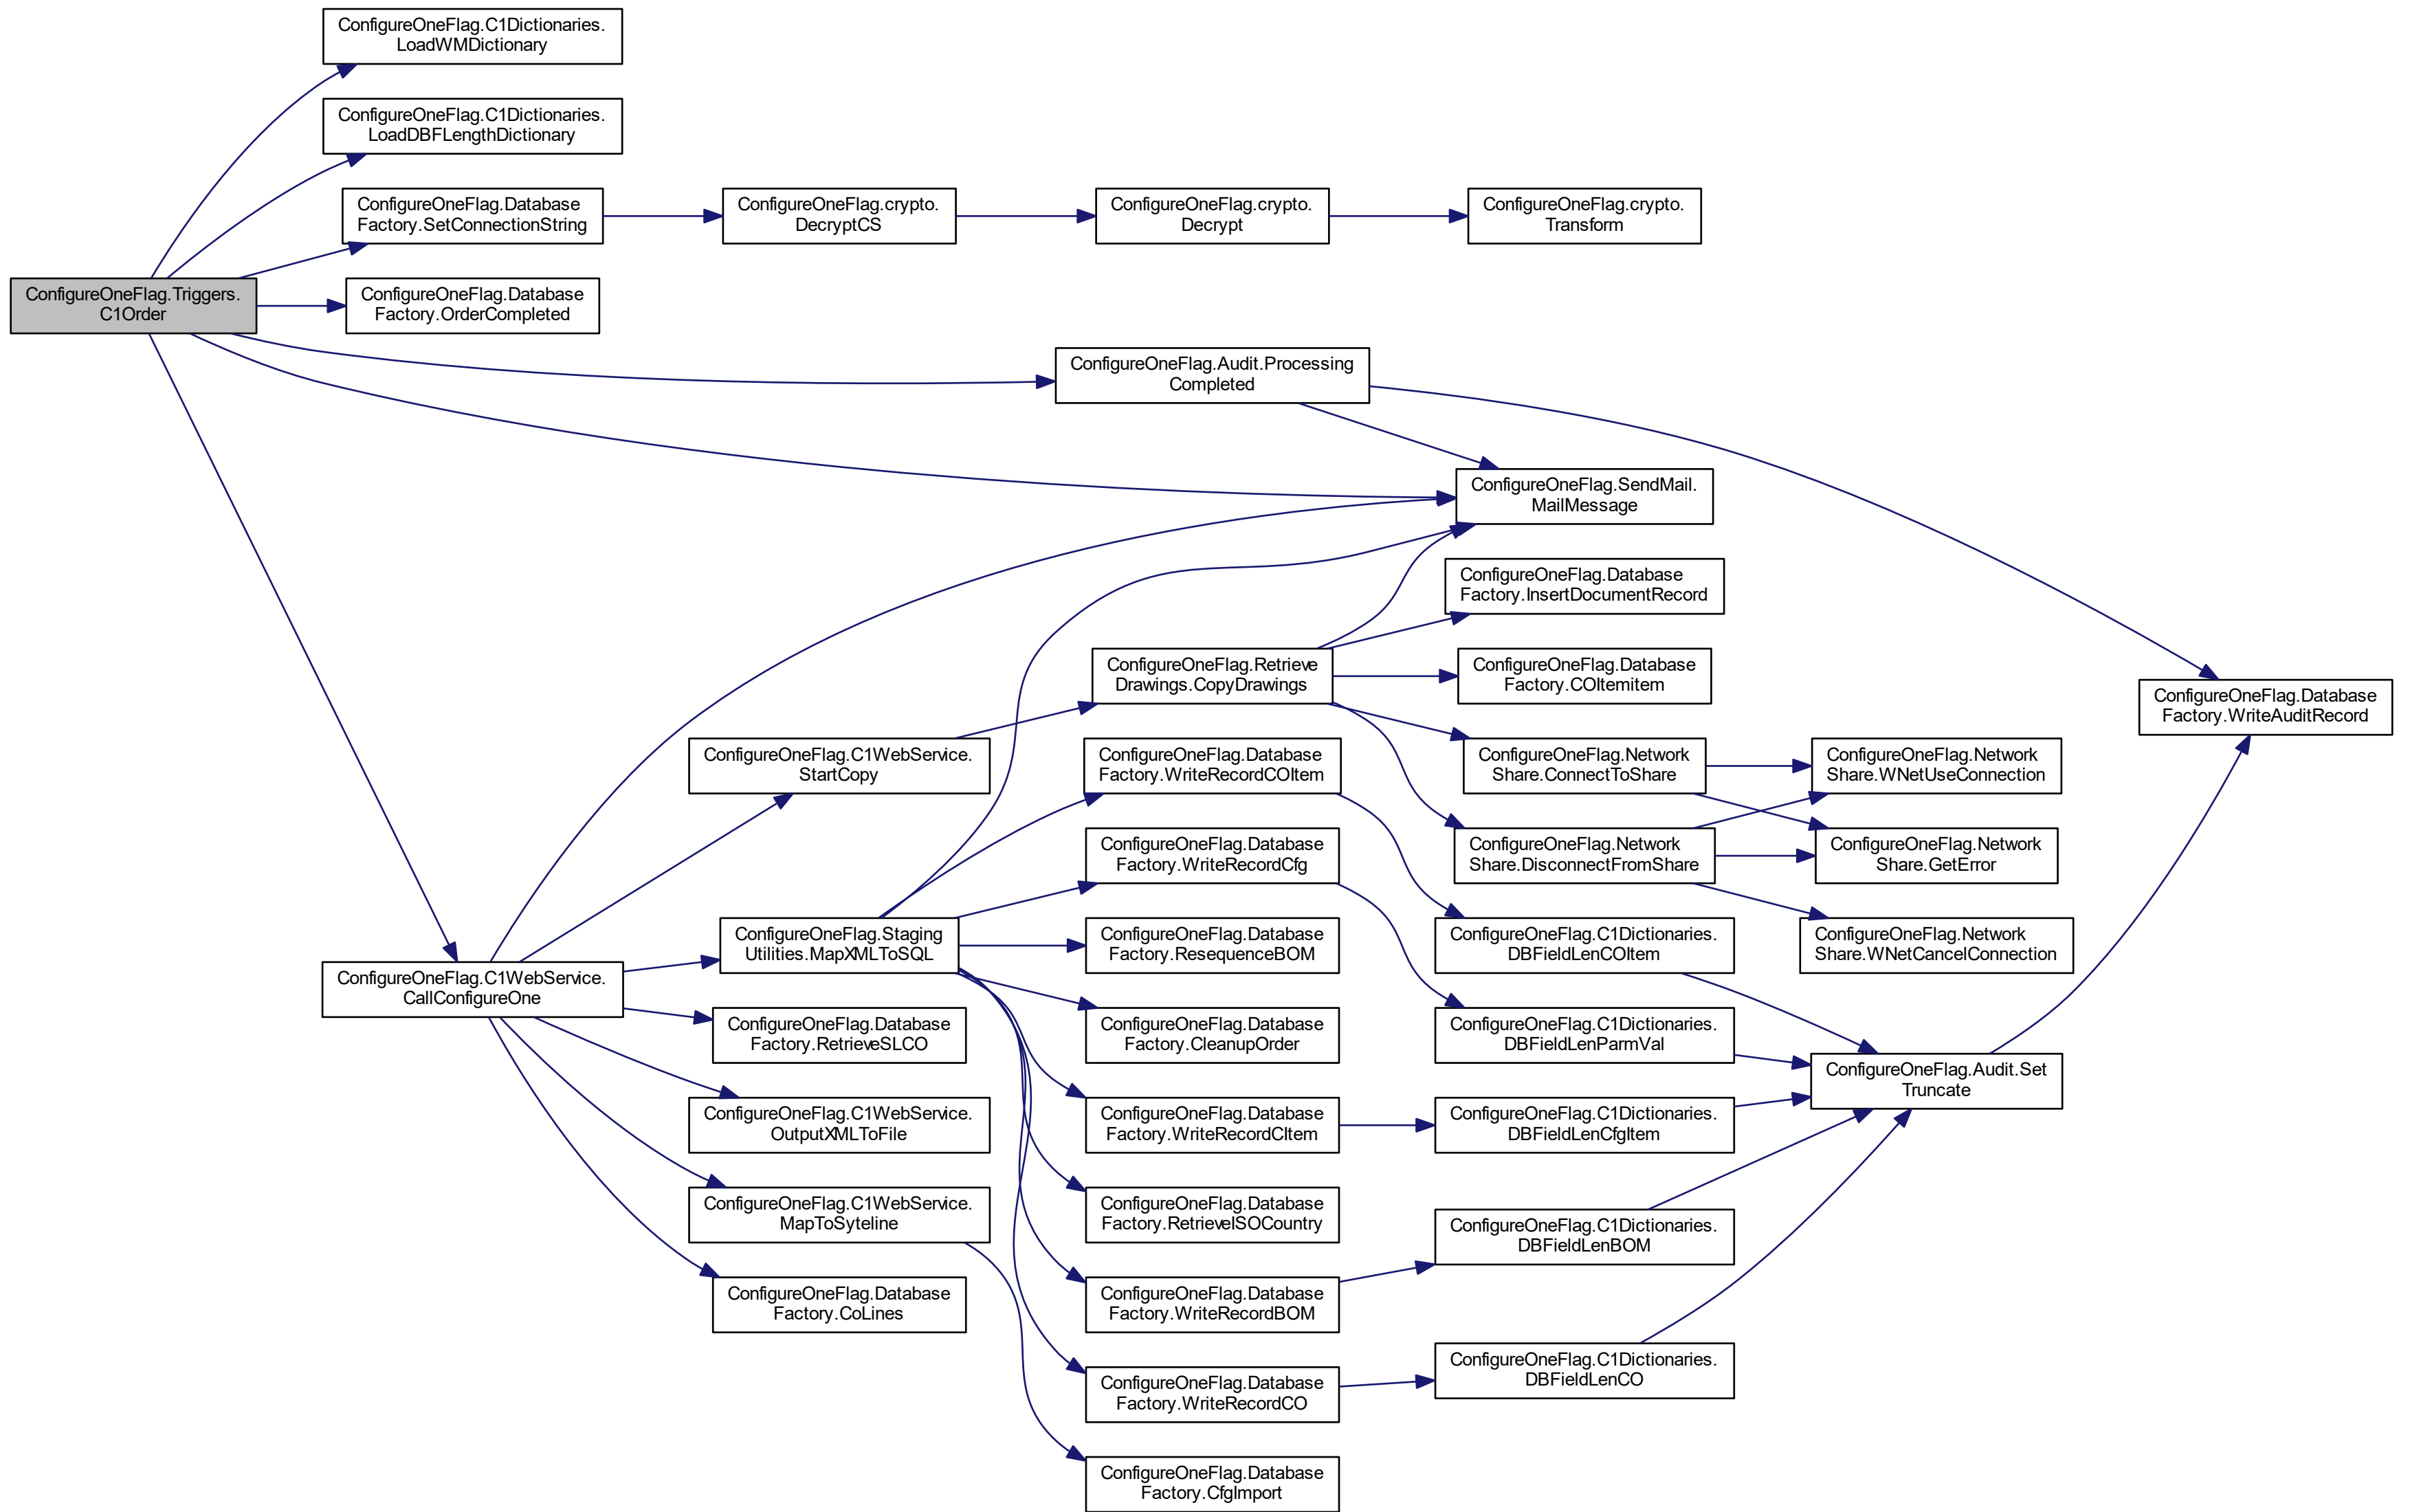 ConfigureOneFlag.C1Dictionaries.
LoadWMDictionary
ConfigureOneFlag.C1Dictionaries.
LoadDBFLengthDictionary
ConfigureOneFlag.Database
Factory.SetConnectionString
ConfigureOneFlag.crypto.
DecryptCS
ConfigureOneFlag.crypto.
Decrypt
ConfigureOneFlag.crypto.
Transform
ConfigureOneFlag.Triggers.
C1Order
ConfigureOneFlag.Database
Factory.OrderCompleted
ConfigureOneFlag.Audit.Processing
Completed
ConfigureOneFlag.SendMail.
MailMessage
ConfigureOneFlag.Database
Factory.InsertDocumentRecord
ConfigureOneFlag.Retrieve
Drawings.CopyDrawings
ConfigureOneFlag.Database
Factory.COItemitem
ConfigureOneFlag.Database
Factory.WriteAuditRecord
ConfigureOneFlag.C1WebService.
StartCopy
ConfigureOneFlag.Database
Factory.WriteRecordCOItem
ConfigureOneFlag.Network
Share.ConnectToShare
ConfigureOneFlag.Network
Share.WNetUseConnection
ConfigureOneFlag.Database
Factory.WriteRecordCfg
ConfigureOneFlag.Network
Share.DisconnectFromShare
ConfigureOneFlag.Network
Share.GetError
ConfigureOneFlag.Staging
Utilities.MapXMLToSQL
ConfigureOneFlag.Database
Factory.ResequenceBOM
ConfigureOneFlag.C1Dictionaries.
DBFieldLenCOItem
ConfigureOneFlag.Network
Share.WNetCancelConnection
ConfigureOneFlag.C1WebService.
CallConfigureOne
ConfigureOneFlag.Database
Factory.RetrieveSLCO
ConfigureOneFlag.Database
Factory.CleanupOrder
ConfigureOneFlag.C1Dictionaries.
DBFieldLenParmVal
ConfigureOneFlag.Audit.Set
Truncate
ConfigureOneFlag.C1WebService.
OutputXMLToFile
ConfigureOneFlag.Database
Factory.WriteRecordCItem
ConfigureOneFlag.C1Dictionaries.
DBFieldLenCfgItem
ConfigureOneFlag.C1WebService.
MapToSyteline
ConfigureOneFlag.Database
Factory.RetrieveISOCountry
ConfigureOneFlag.C1Dictionaries.
DBFieldLenBOM
ConfigureOneFlag.Database
Factory.CoLines
ConfigureOneFlag.Database
Factory.WriteRecordBOM
ConfigureOneFlag.Database
Factory.WriteRecordCO
ConfigureOneFlag.C1Dictionaries.
DBFieldLenCO
ConfigureOneFlag.Database
Factory.CfgImport